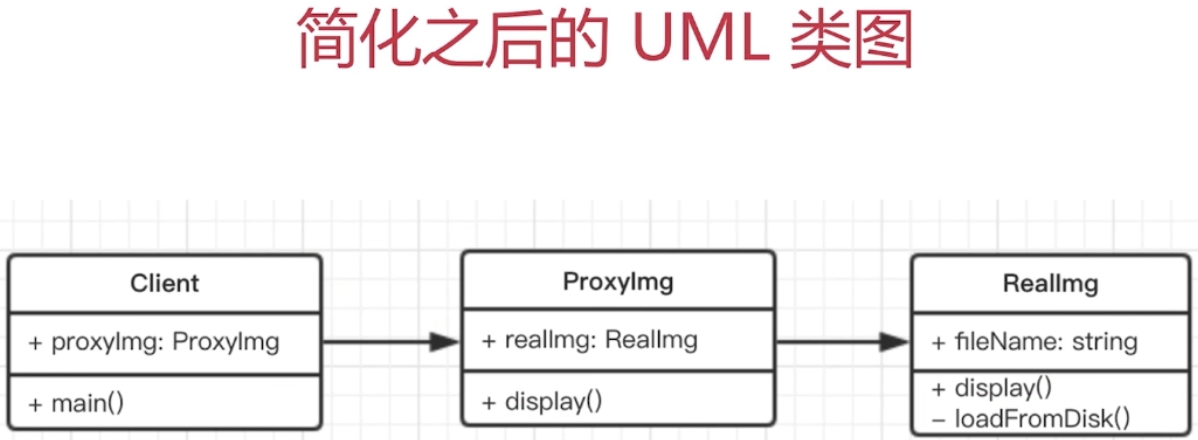 简化之后的 UML 类图
Client
+ proxyImg: ProxyImg
+ main()
ProxyImg
+ realImg: RealImg
+ display()
RealImg
+ fileName: string
+ display()
- loadFromDisk()